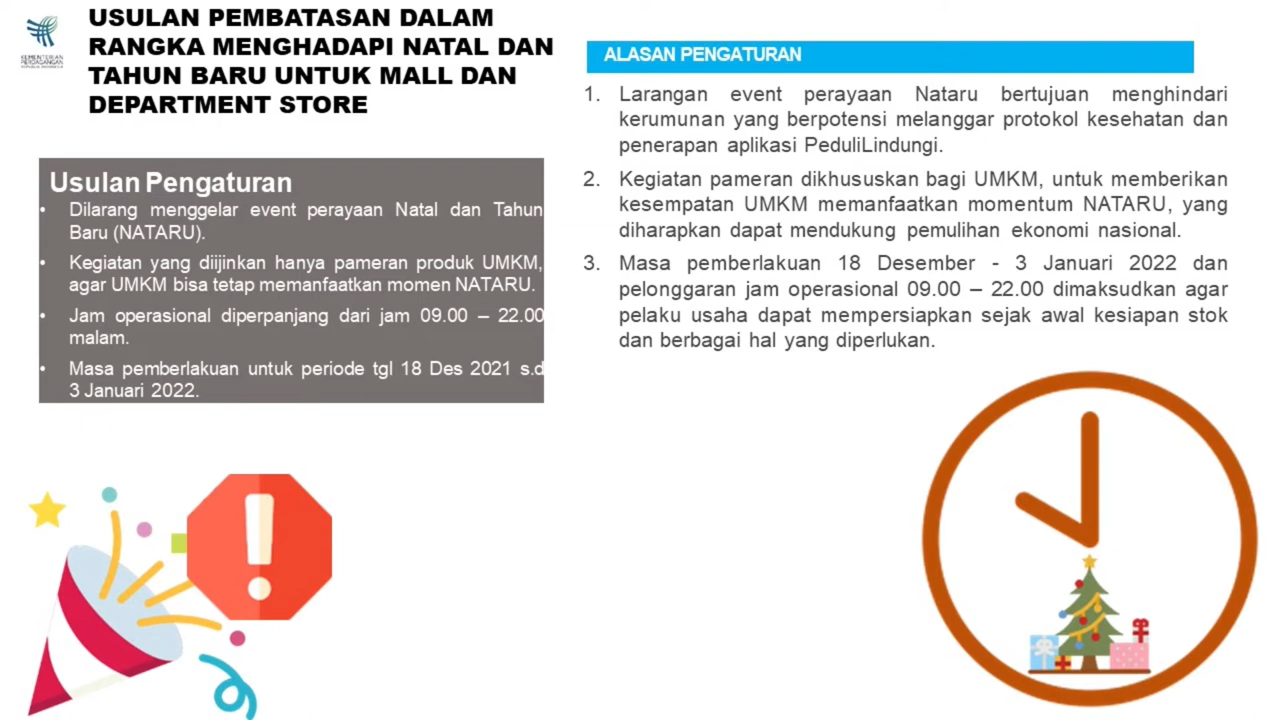 USULAN PEMBATASAN DALAM
RANGKA MENGHADAPI NATAL DAN
TAHUN BARU UNTUK MALL DAN
DEPARTMENT STORE
KEMENTERIAN
PERDAGANGAN
REPUBLIK INDONESIA
Usulan Pengaturan
• Dilarang menggelar event perayaan Natal dan Tahun
Baru (NATARU).
• Kegiatan yang diijinkan hanya pameran produk UMKM,
agar UMKM bisa tetap memanfaatkan momen NATARU.
• Jam operasional diperpanjang dari jam 09.00 – 22.00
malam.
• Masa pemberlakuan untuk periode tgl 18 Des 2021 s.d
3 Januari 2022.
ALASAN PENGATURAN
1. Larangan event perayaan Nataru bertujuan menghindari
kerumunan yang berpotensi melanggar protokol kesehatan dan
penerapan aplikasi PeduliLindungi.
2. Kegiatan pameran dikhususkan bagi UMKM, untuk memberikan
kesempatan UMKM memanfaatkan momentum NATARU, yang
diharapkan dapat mendukung pemulihan ekonomi nasional.
3. Masa pemberlakuan 18 Desember - 3 Januari 2022 dan
pelonggaran jam operasional 09.00 – 22.00 dimaksudkan agar
pelaku usaha dapat mempersiapkan sejak awal kesiapan stok
dan berbagai hal yang diperlukan.